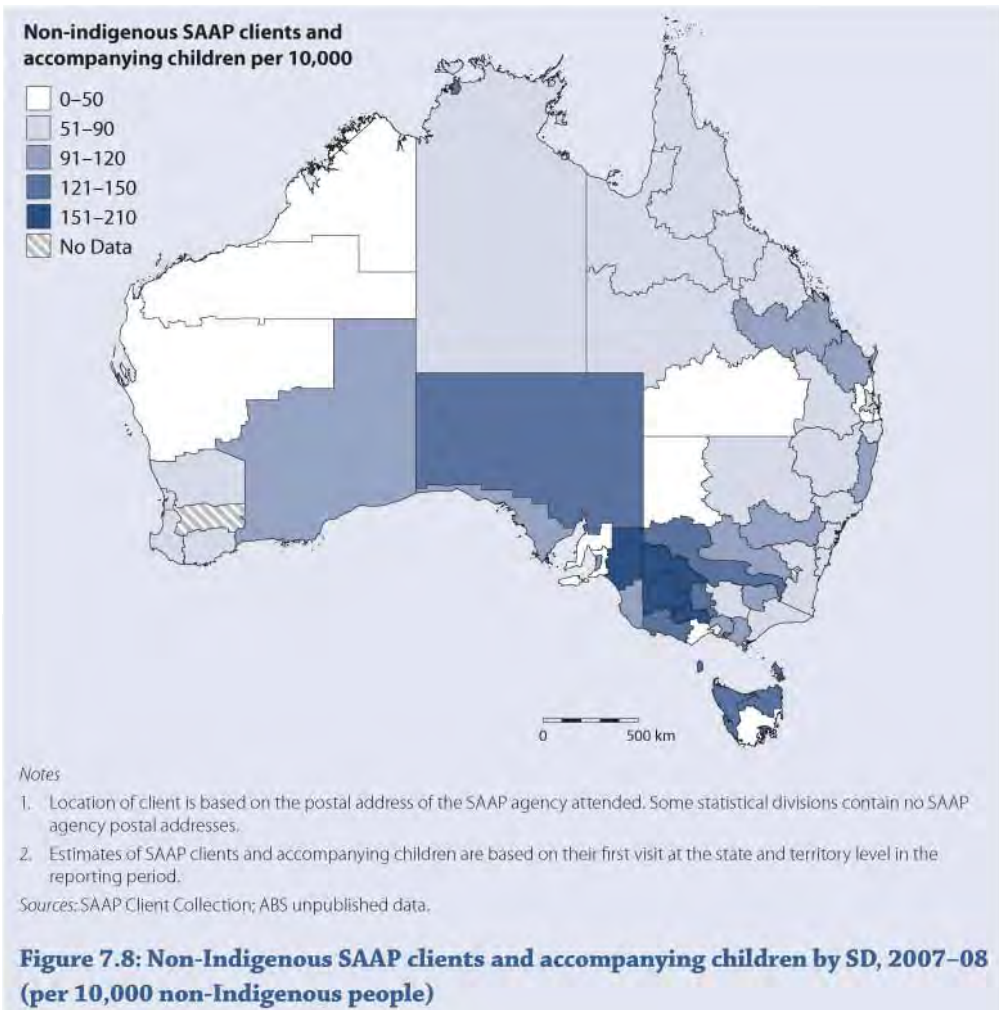 Non-indigenous SAAP clients and
accompanying children per 10,000
0–50
51–90
91–120
121–150
151–210
No Data
0 500 km
Notes
1. Location of client is based on the postal address of the SAAP agency attended. Some statistical divisions contain no SAAP
agency postal addresses.
2. Estimates of SAAP clients and accompanying children are based on their first visit at the state and territory level in the
reporting period.
Sources: SAAP Client Collection; ABS unpublished data.
Figure 7.8: Non-Indigenous SAAP clients and accompanying children by SD, 2007–08
(per 10,000 non-Indigenous people)